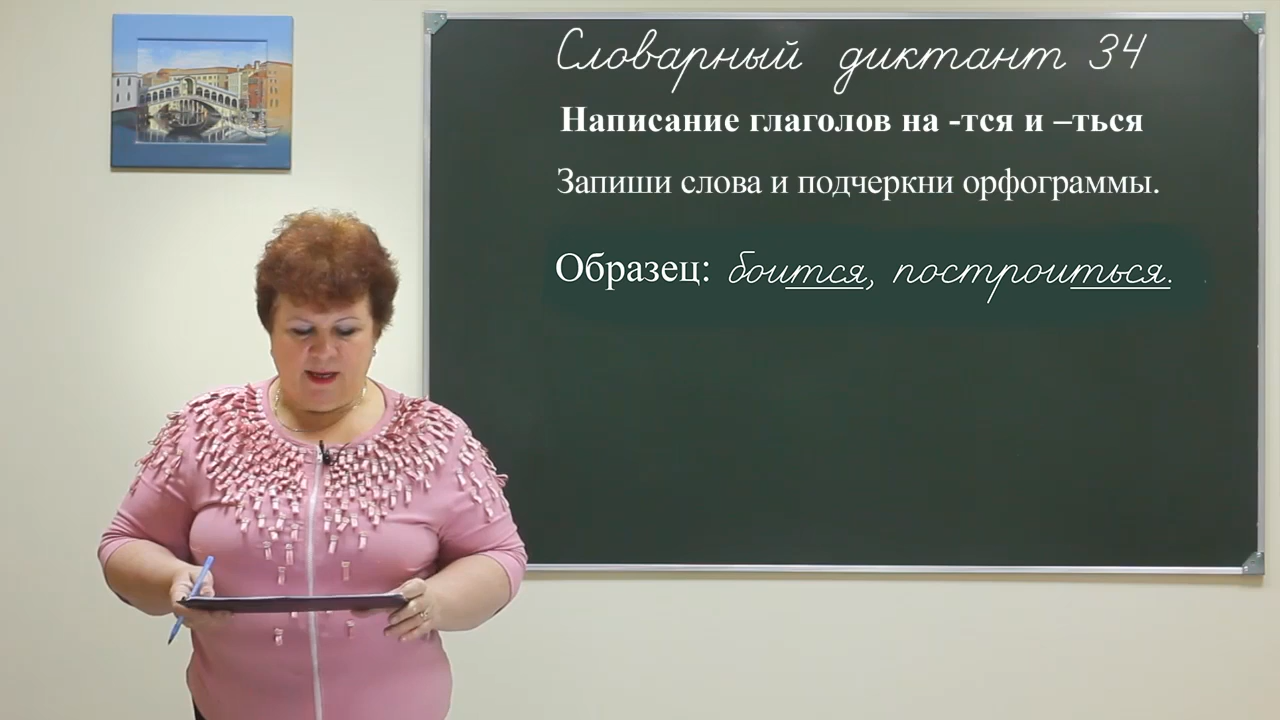 Словарный диктант 34
Написание глаголов на -тся и –ться
Запиши слова и подчеркни орфограммы.
Образец: боится, построиться.